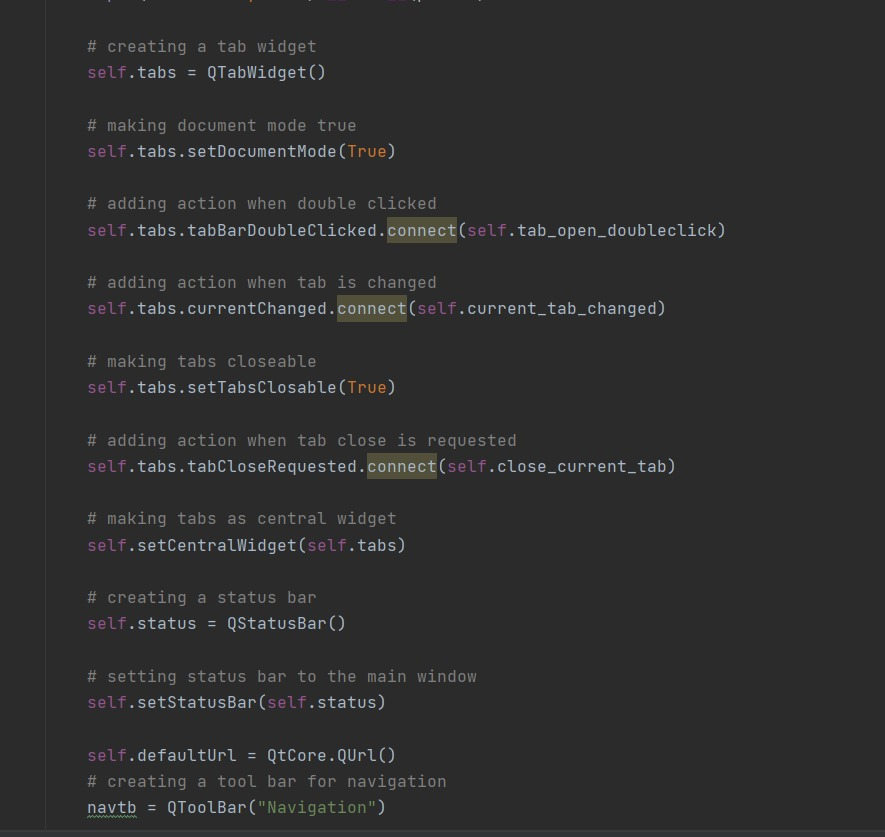 # creating a tab widget
self.tabs = QTabWidget()
# making document mode true
self.tabs.setDocumentMode(True)
# adding action when double clicked
self.tabs.tabBarDoubleClicked.connect(self.tab_open_doubleclick)
# adding action when tab is changed
self.tabs.currentChanged.connect(self.current_tab_changed)
# making tabs closeable
self.tabs.setTabsClosable(True)
# adding action when tab close is requested
self.tabs.tabCloseRequested.connect(self.close_current_tab)
# making tabs as central widget
self.setCentralWidget(self.tabs)
# creating a status bar
self.status = QStatusBar()
# setting status bar to the main window
self.setStatusBar(self.status)
self.defaultUrl = QtCore.QUrl()
# creating a tool bar for navigation
navtb = QToolBar("Navigation")